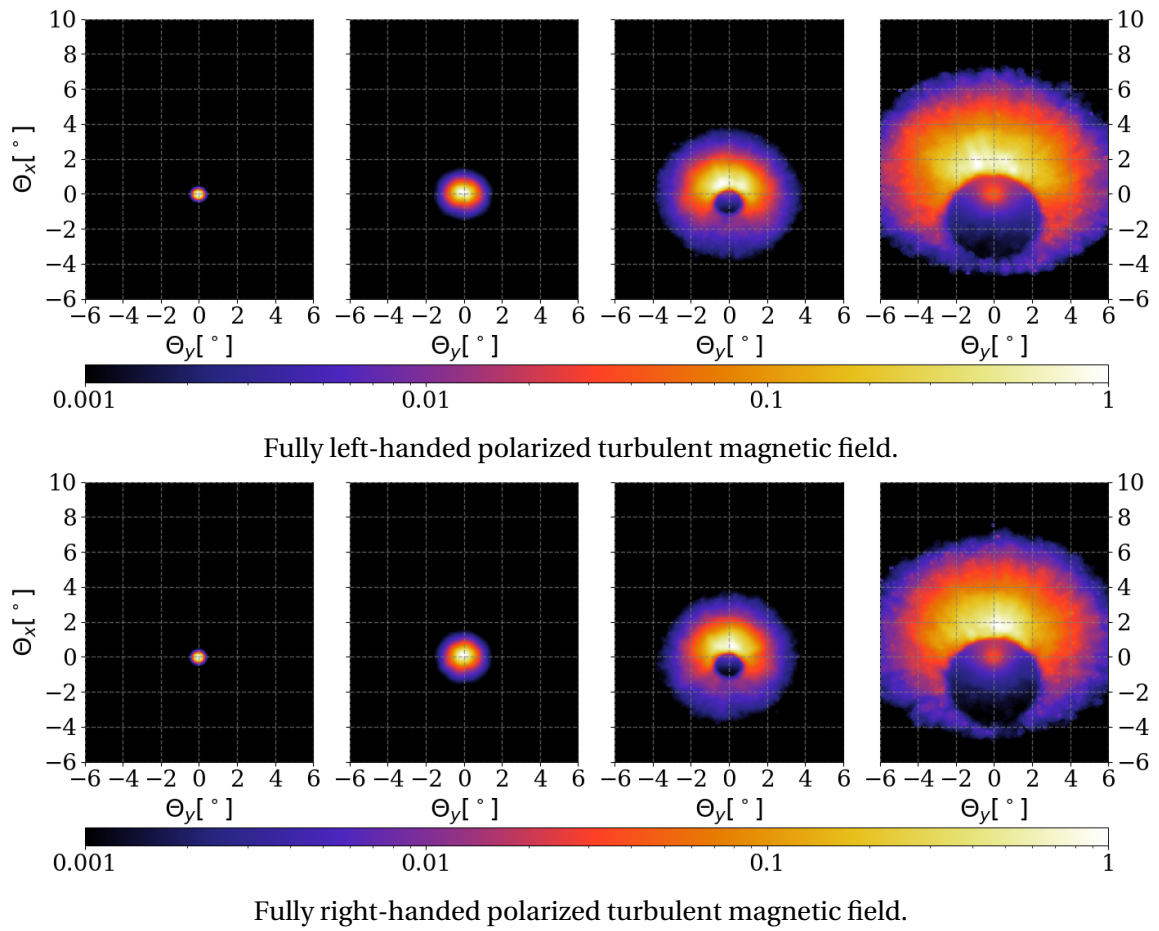 10 8 6 4 2 0 −2 −4 −6
Θx[°]
10 8 6 4 2 0 −2 −4 −6
−6 −4 −2 0 2 4 6 −6 −4 −2 0 2 4 6 −6 −4 −2 0 2 4 6 −6 −4 −2 0 2 4 6
Θy[°] Θy[°] Θy[°] Θy[°]
0.001 0.01 0.1 1
Fully left-handed polarized turbulent magnetic field.
10 8 6 4 2 0 −2 −4 −6
Θx[°]
10 8 6 4 2 0 −2 −4 −6
−6 −4 −2 0 2 4 6 −6 −4 −2 0 2 4 6 −6 −4 −2 0 2 4 6 −6 −4 −2 0 2 4 6
Θy[°] Θy[°] Θy[°] Θy[°]
0.001 0.01 0.1 1
Fully right-handed polarized turbulent magnetic field.